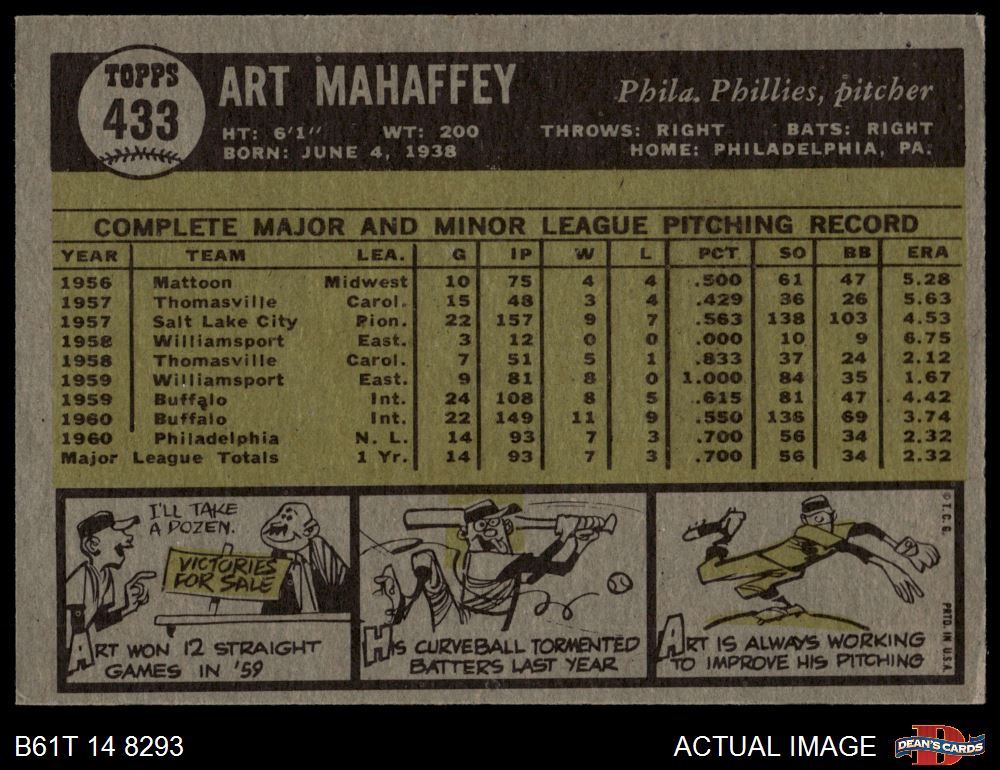 TOPPS
433
ART MAHAFFEY
Phila. Phillies, pitcher
HT: 6'1" WT: 200 THROWS: RIGHT BATS: RIGHT
BORN: JUNE 4, 1938 HOME: PHILADELPHIA, PA.
COMPLETE MAJOR AND MINOR LEAGUE PITCHING RECORD
YEAR TEAM LEA. G IP W L PCT SO BB ERA
1956 Mattoon Midwest 10 75 4 4 .500 61 47 5.28
1957 Thomasville Carol. 15 48 3 4 .429 36 26 5.63
1957 Salt Lake City Pion. 22 157 9 7 .563 138 103 4.53
1958 Williamsport East. 3 12 0 0 .000 10 9 6.75
1958 Thomasville Carol. 7 51 5 1 .833 37 24 2.12
1959 Williamsport East. 9 81 8 0 1.000 84 35 1.67
1959 Buffalo Int. 24 108 8 5 .615 81 47 4.42
1960 Buffalo Int. 22 149 11 9 .550 138 69 3.74
1960 Philadelphia N. L. 14 93 7 3 .700 56 34 2.32
Major League Totals 1 Yr. 14 93 7 3 .700 56 34 2.32
I'LL TAKE
A DOZEN.
VICTORIES
FOR SALE
ART WON 12 STRAIGHT
GAMES IN '59
HIS CURVEBALL TORMENTED
BATTERS LAST YEAR
ART IS ALWAYS WORKING
TO IMPROVE HIS PITCHING
© T.C.G. PRTD. IN U.S.A.
B61T 14 8293
ACTUAL IMAGE
D
DEAN'S CARDS